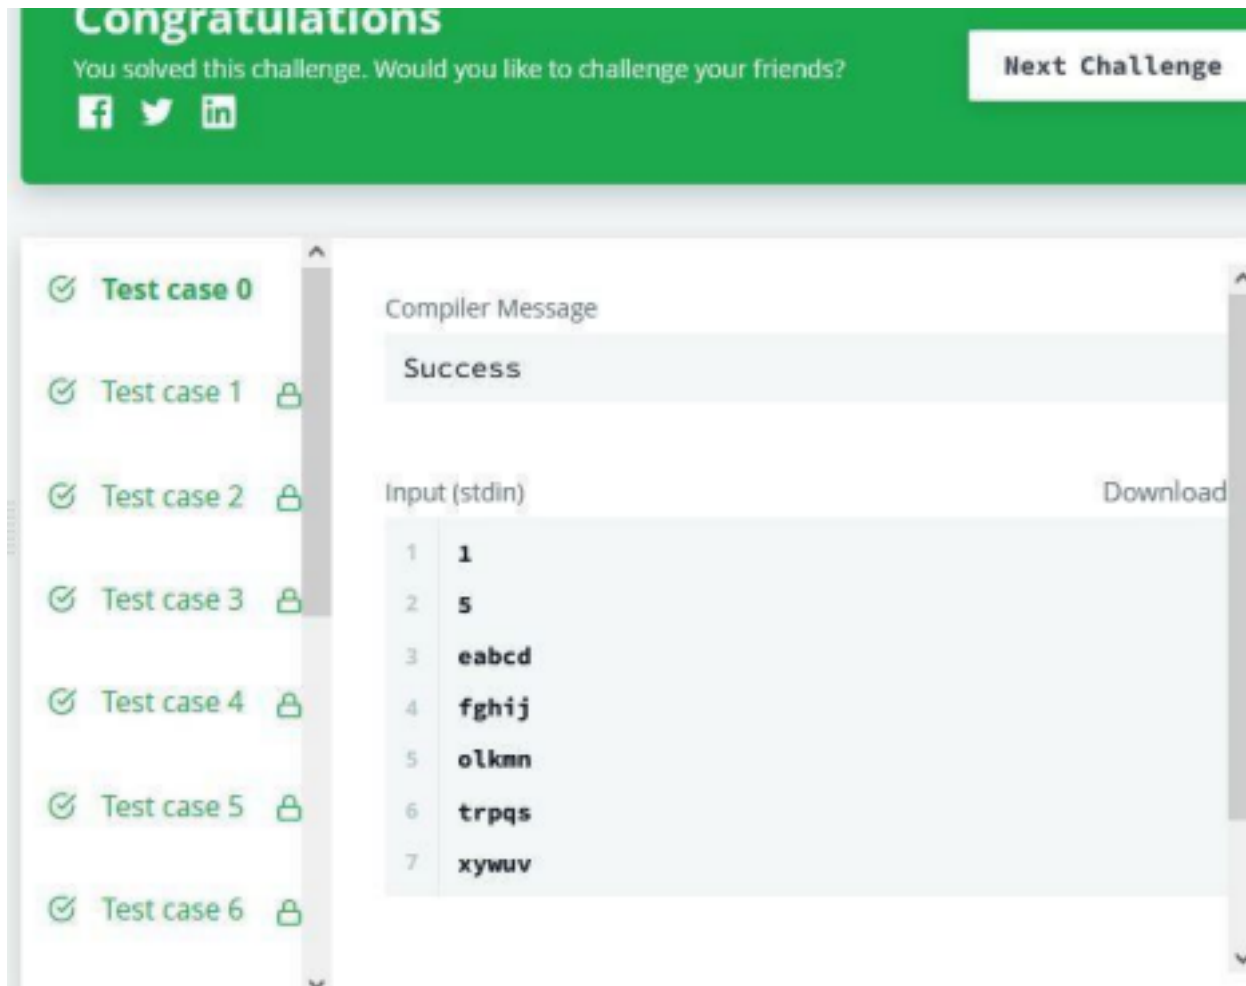 Congratulations
You solved this challenge. Would you like to challenge your friends?
Next Challenge
Test case 0
Test case 1
Test case 2
Test case 3
Test case 4
Test case 5
Test case 6
Compiler Message
Success
Input (stdin)
Download
1 1
2 5
3 eabcd
4 fghij
5 olkmn
6 trpqs
7 xywuv